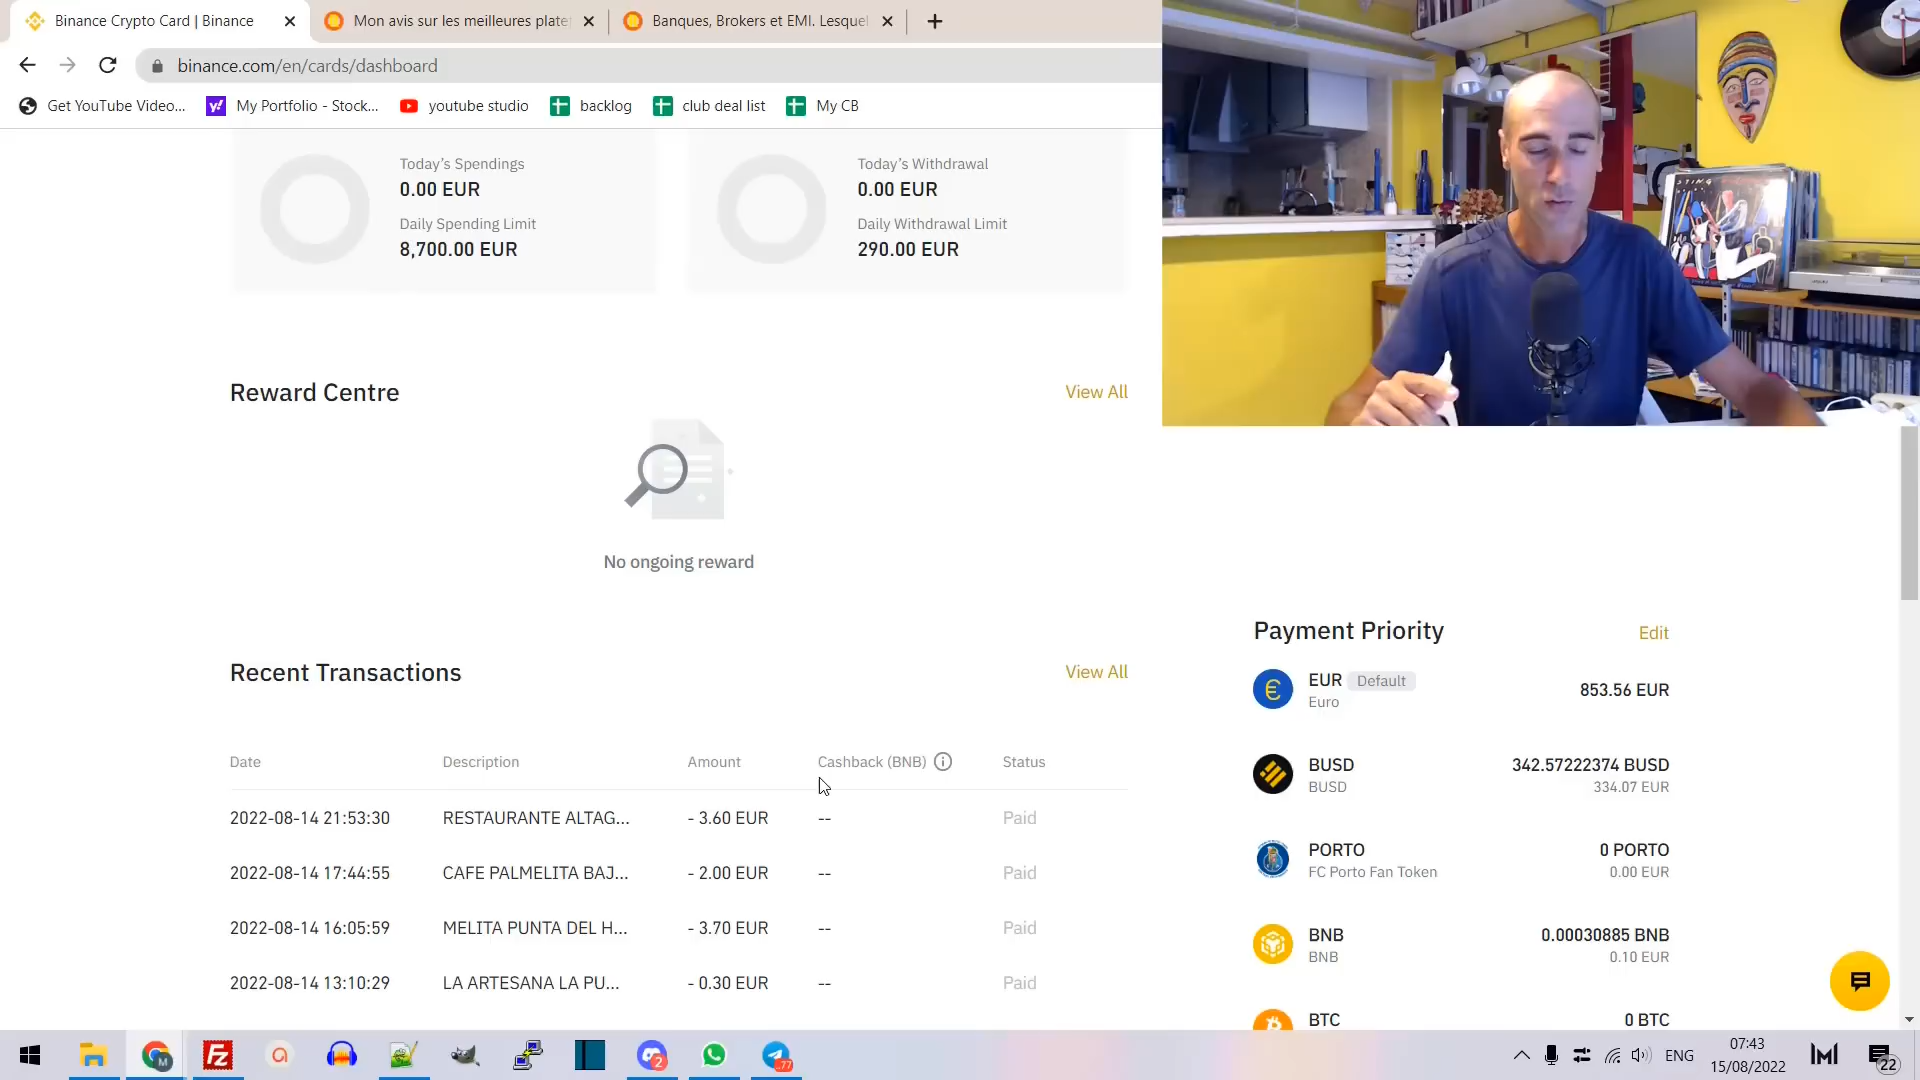 Binance Crypto Card | Binance
Mon avis sur les meilleures plate
Banques, Brokers et EMI. Lesquel
binance.com/en/cards/dashboard
Get YouTube Video...
My Portfolio - Stock...
youtube studio
backlog
club deal list
My CB
Today's Spendings
0.00 EUR
Daily Spending Limit
8,700.00 EUR
Today's Withdrawal
0.00 EUR
Daily Withdrawal Limit
290.00 EUR
Reward Centre
View All
No ongoing reward
Recent Transactions
View All
Date Description Amount Cashback (BNB) Status
2022-08-14 21:53:30 RESTAURANTE ALTAG... - 3.60 EUR -- Paid
2022-08-14 17:44:55 CAFE PALMELITA BAJ... - 2.00 EUR -- Paid
2022-08-14 16:05:59 MELITA PUNTA DEL H... - 3.70 EUR -- Paid
2022-08-14 13:10:29 LA ARTESANA LA PU... - 0.30 EUR -- Paid
STING
Payment Priority
Edit
EUR Default
Euro
853.56 EUR
BUSD
BUSD
342.57222374 BUSD
334.07 EUR
PORTO
FC Porto Fan Token
0 PORTO
0.00 EUR
BNB
BNB
0.00030885 BNB
0.10 EUR
BTC
0 BTC
M
FZ
2
77
ENG
07:43
15/08/2022
22